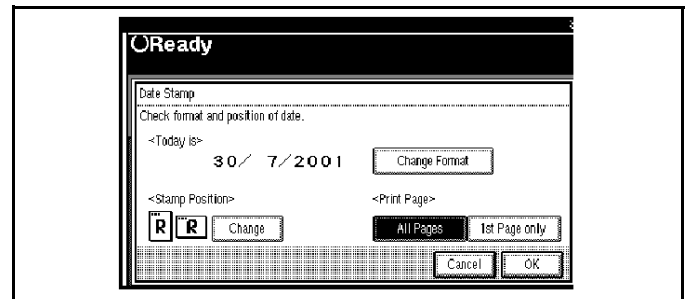 Ready
Date Stamp
Check format and position of date.
<Today is>
30/ 7/2001 Change Format
<Stamp Position> <Print Page>
R R Change All Pages 1st Page only
Cancel OK